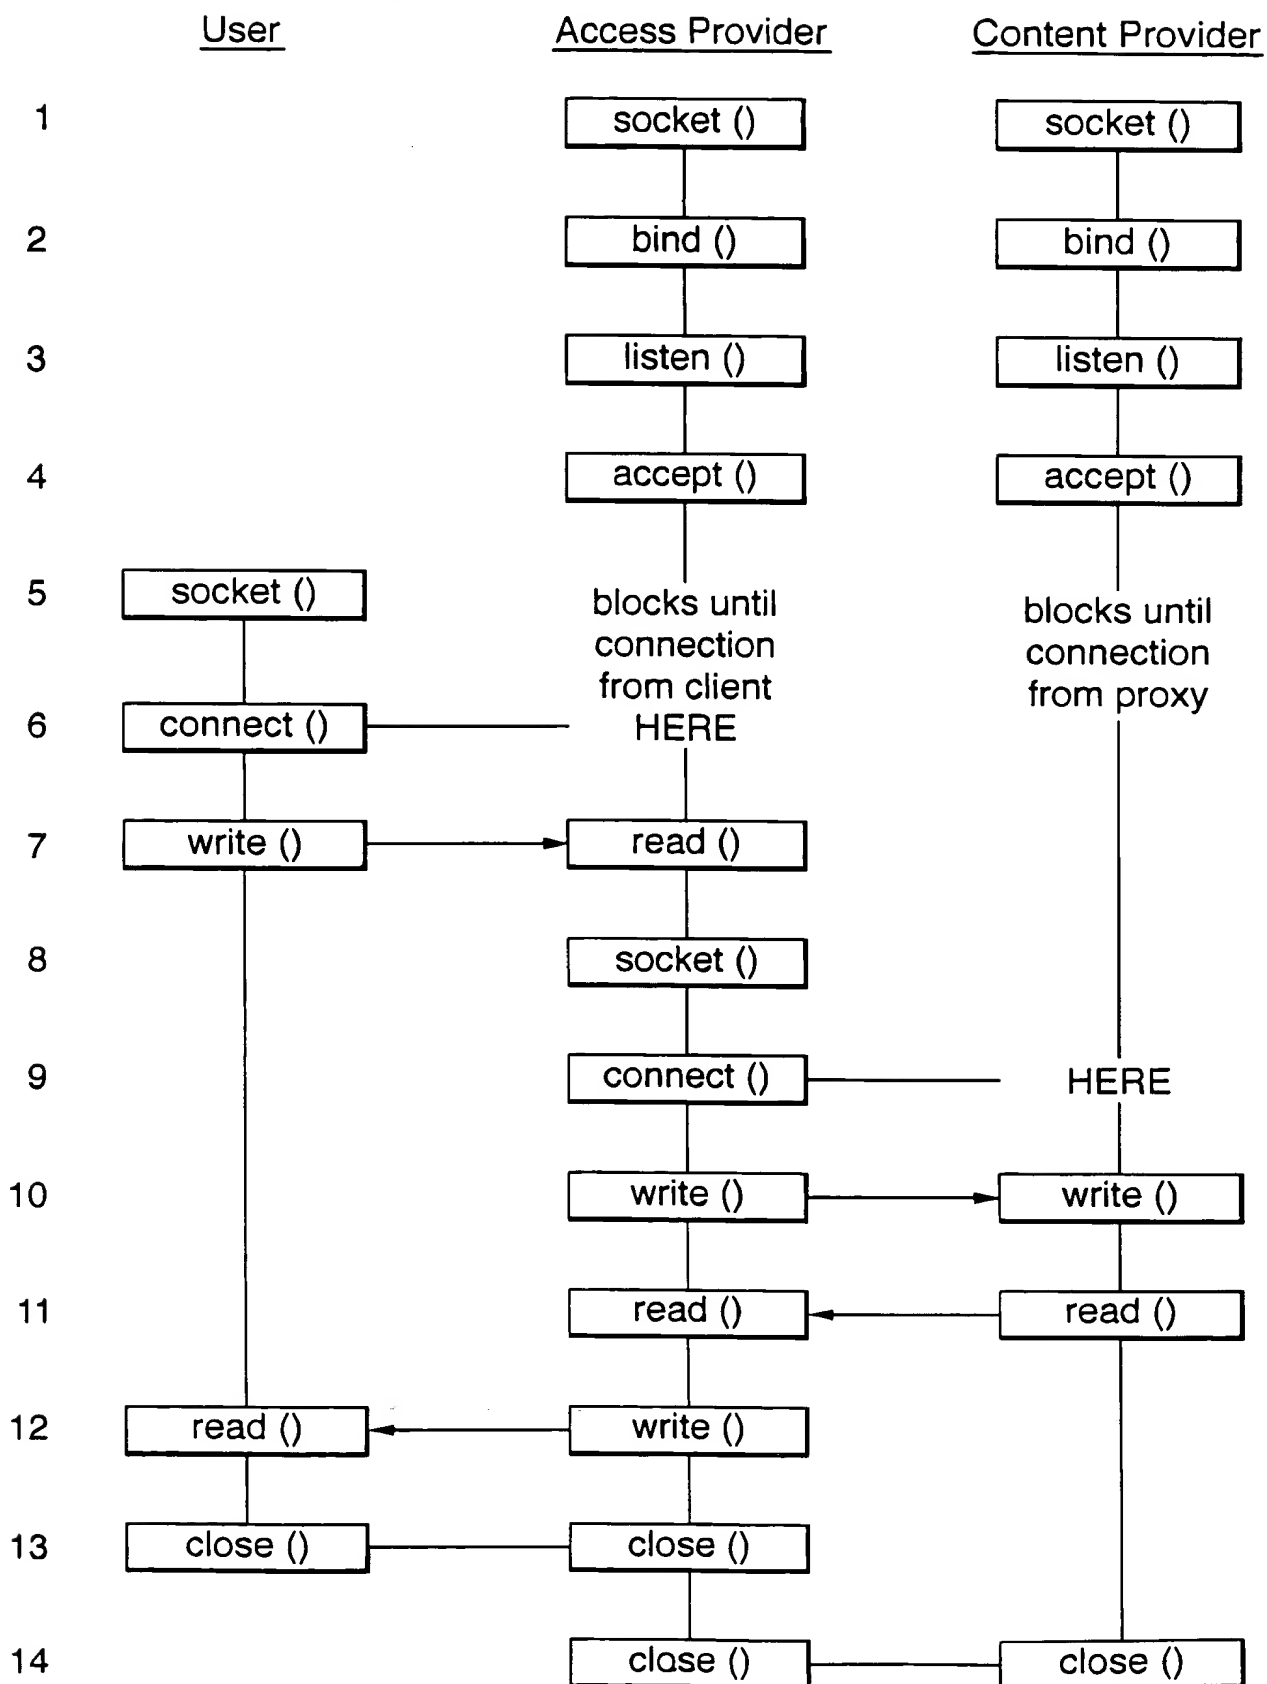 User Access Provider Content Provider
1 socket () socket ()
2 bind () bind ()
3 listen () listen ()
4 accept () accept ()
5 socket () blocks until connection from client HERE
blocks until connection from proxy
6 connect ()
7 write () read ()
8 socket ()
9 connect () HERE
10 write () write ()
11 read () read ()
12 read () write ()
13 close () close ()
14 close () close ()